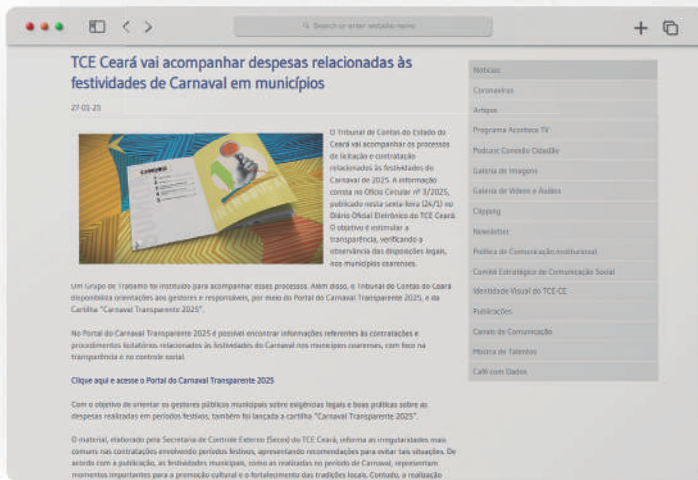 Search or enter website name
TCE Ceará vai acompanhar despesas relacionadas às
festividades de Carnaval em municípios
27-01-25
O Tribunal de Contas do Estado do
Ceará vai acompanhar os processos
de licitação e contratação
relacionados às festividades do
Carnaval de 2025. A informação
consta no Ofício Circular nº 3/2025,
publicado nesta sexta-feira (24/1) no
Diário Oficial Eletrônico do TCE Ceará.
O objetivo é estimular a
transparência, verificando a
observância das disposições legais,
nos municípios cearenses.
Um Grupo de Trabalho foi instituído para acompanhar esses processos. Além disso, o Tribunal de Contas do Ceará
disponibiliza orientações aos gestores e responsáveis, por meio do Portal do Carnaval Transparente 2025, e da
Cartilha "Carnaval Transparente 2025".
No Portal do Carnaval Transparente 2025 é possível encontrar informações referentes às contratações e
procedimentos licitatórios relacionados às festividades do Carnaval nos municípios cearenses, com foco na
transparência e no controle social.
Clique aqui e acesse o Portal do Carnaval Transparente 2025
Com o objetivo de orientar os gestores públicos municipais sobre exigências legais e boas práticas sobre as
despesas realizadas em períodos festivos, também foi lançada a cartilha "Carnaval Transparente 2025".
O material, elaborado pela Secretaria de Controle Externo (Secex) do TCE Ceará, informa as irregularidades mais
comuns nas contratações envolvendo períodos festivos, apresentando recomendações para evitar tais situações. De
acordo com a publicação, as festividades municipais, como as realizadas no período de Carnaval, representam
momentos importantes para a promoção cultural e o fortalecimento das tradições locais. Contudo, a realização
Notícias
Coronavírus
Artigos
Programa Acontece TV
Podcast Conexão Cidadão
Galeria de Imagens
Galeria de Vídeos e Áudios
Clipping
Newsletter
Política de Comunicação Institucional
Comitê Estratégico de Comunicação Social
Identidade Visual do TCE-CE
Publicações
Canais de Comunicação
Mostra de Talentos
Café com Dados